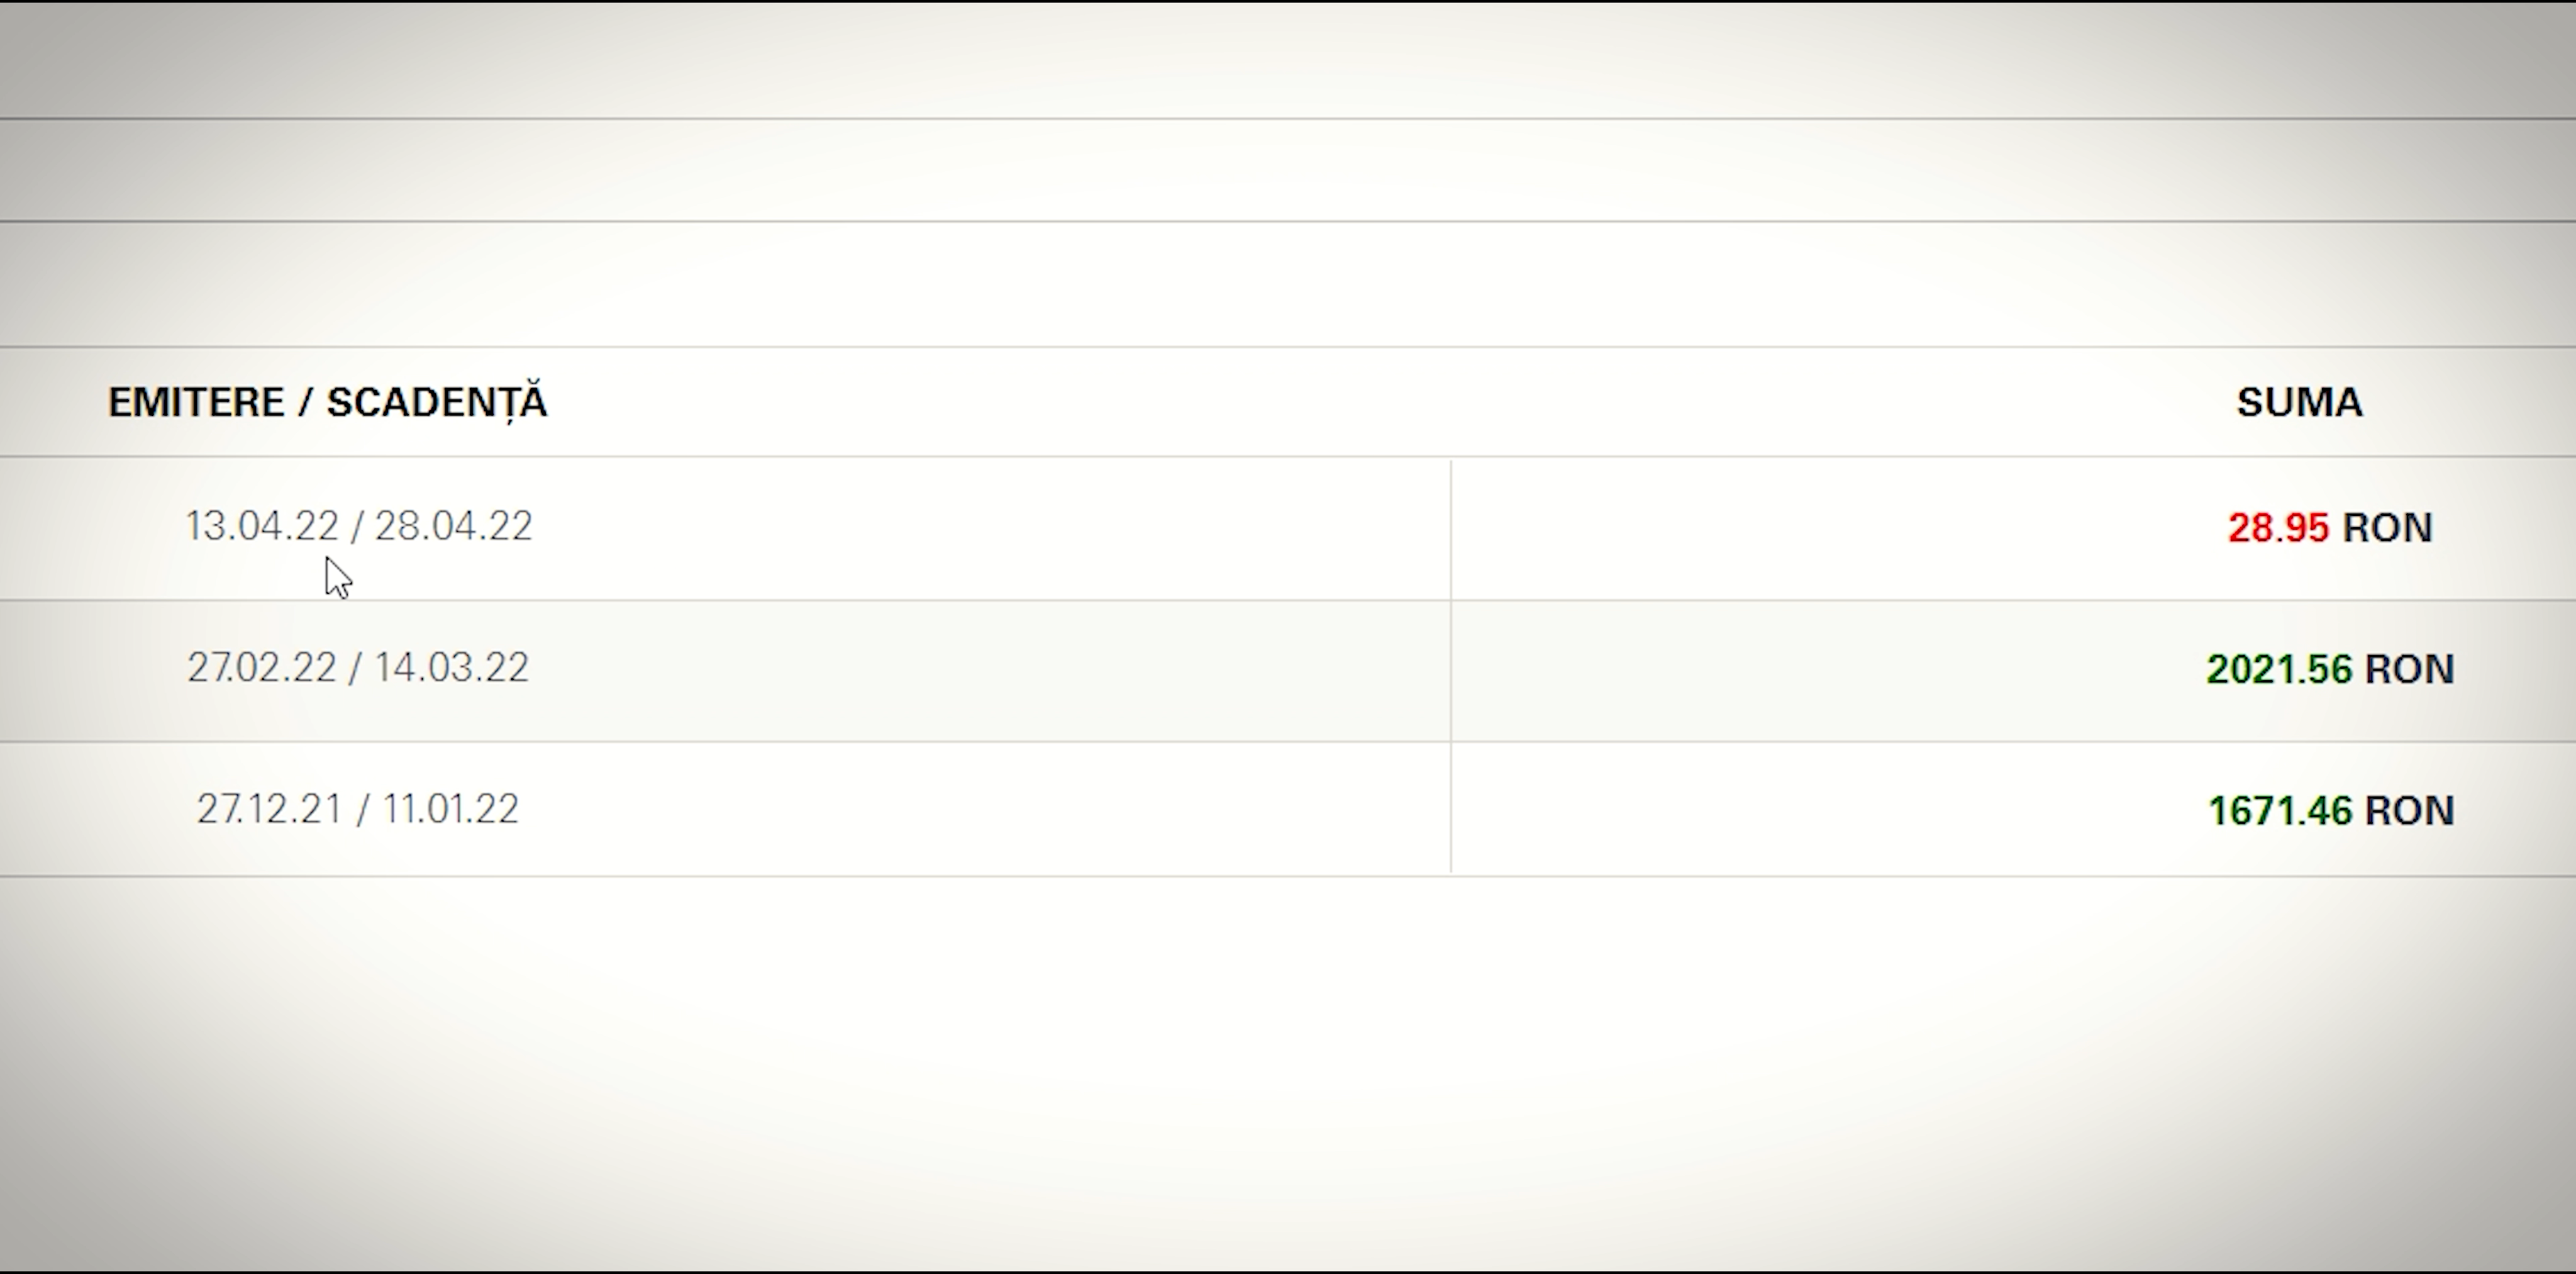 EMITERE / SCADENȚĂ SUMA
13.04.22 / 28.04.22 28.95 RON
27.02.22 / 14.03.22 2021.56 RON
27.12.21 / 11.01.22 1671.46 RON